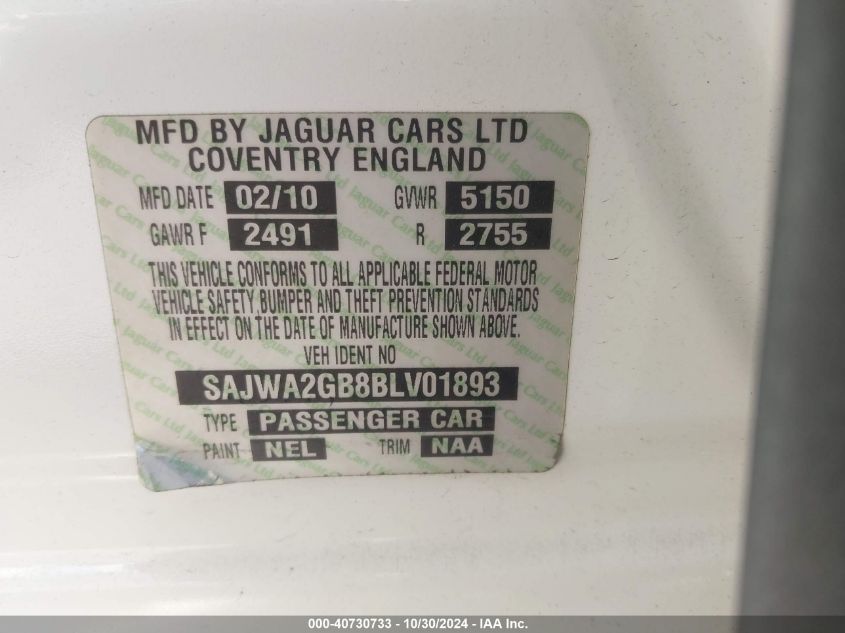 MFD BY JAGUAR CARS LTD
COVENTRY ENGLAND
MFD DATE 02/10 GVWR 5150
GAWR F 2491 R 2755
THIS VEHICLE CONFORMS TO ALL APPLICABLE FEDERAL MOTOR
VEHICLE SAFETY, BUMPER AND THEFT PREVENTION STANDARDS
IN EFFECT ON THE DATE OF MANUFACTURE SHOWN ABOVE.
VEH IDENT NO
SAJWA2GB8BLV01893
TYPE PASSENGER CAR
PAINT NEL TRIM NAA
000-40730733 - 10/30/2024 - IAA Inc.